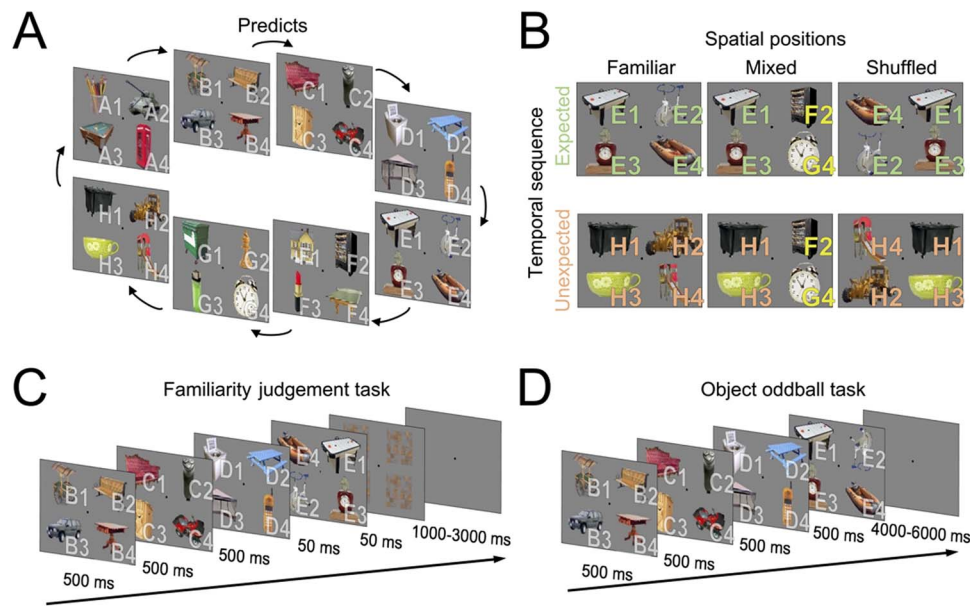 A
Predicts
A1 A2
A3 A4
B1 B2
B3 B4
C1 C2
C3 C4
D1 D2
D3 D4
E1 E2
E3 E4
F1 F2
F3 F4
G1 G2
G3 G4
H1 H2
H3 H4
B
Spatial positions
Familiar Mixed Shuffled
Temporal sequence
Expected
E1 E2 E1 F2 E4 E1
E3 E4 E3 G4 E2 E3
Unexpected
H1 H2 H1 F2 H4 H1
H3 H4 H3 G4 H2 H3
C
Familiarity judgement task
B1 B2
B3 B4
C1 C2
C3 C4
D1 D2
D3 D4
E4 E1
E2 E3
500 ms
500 ms
500 ms
50 ms
50 ms
1000-3000 ms
D
Object oddball task
B1 B2
B3 B4
C1 C2
C3 C4
D1 D2
D3 D4
E1 E2
E3 E4
500 ms
500 ms
500 ms
500 ms
4000-6000 ms